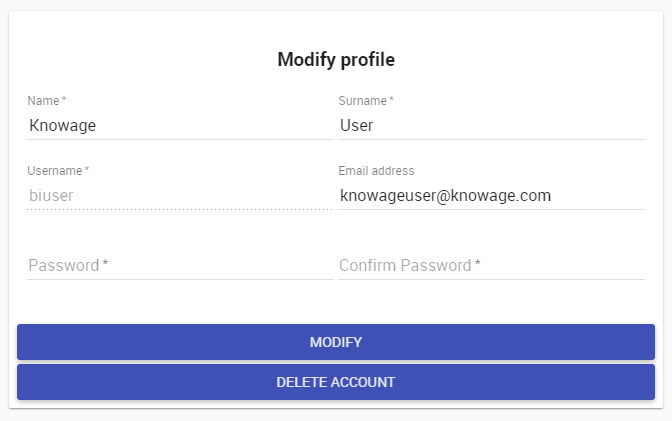 Modify profile
Name * Surname *
Knowage User
Username * Email address
biuser knowageuser@knowage.com
Password * Confirm Password *
MODIFY
DELETE ACCOUNT